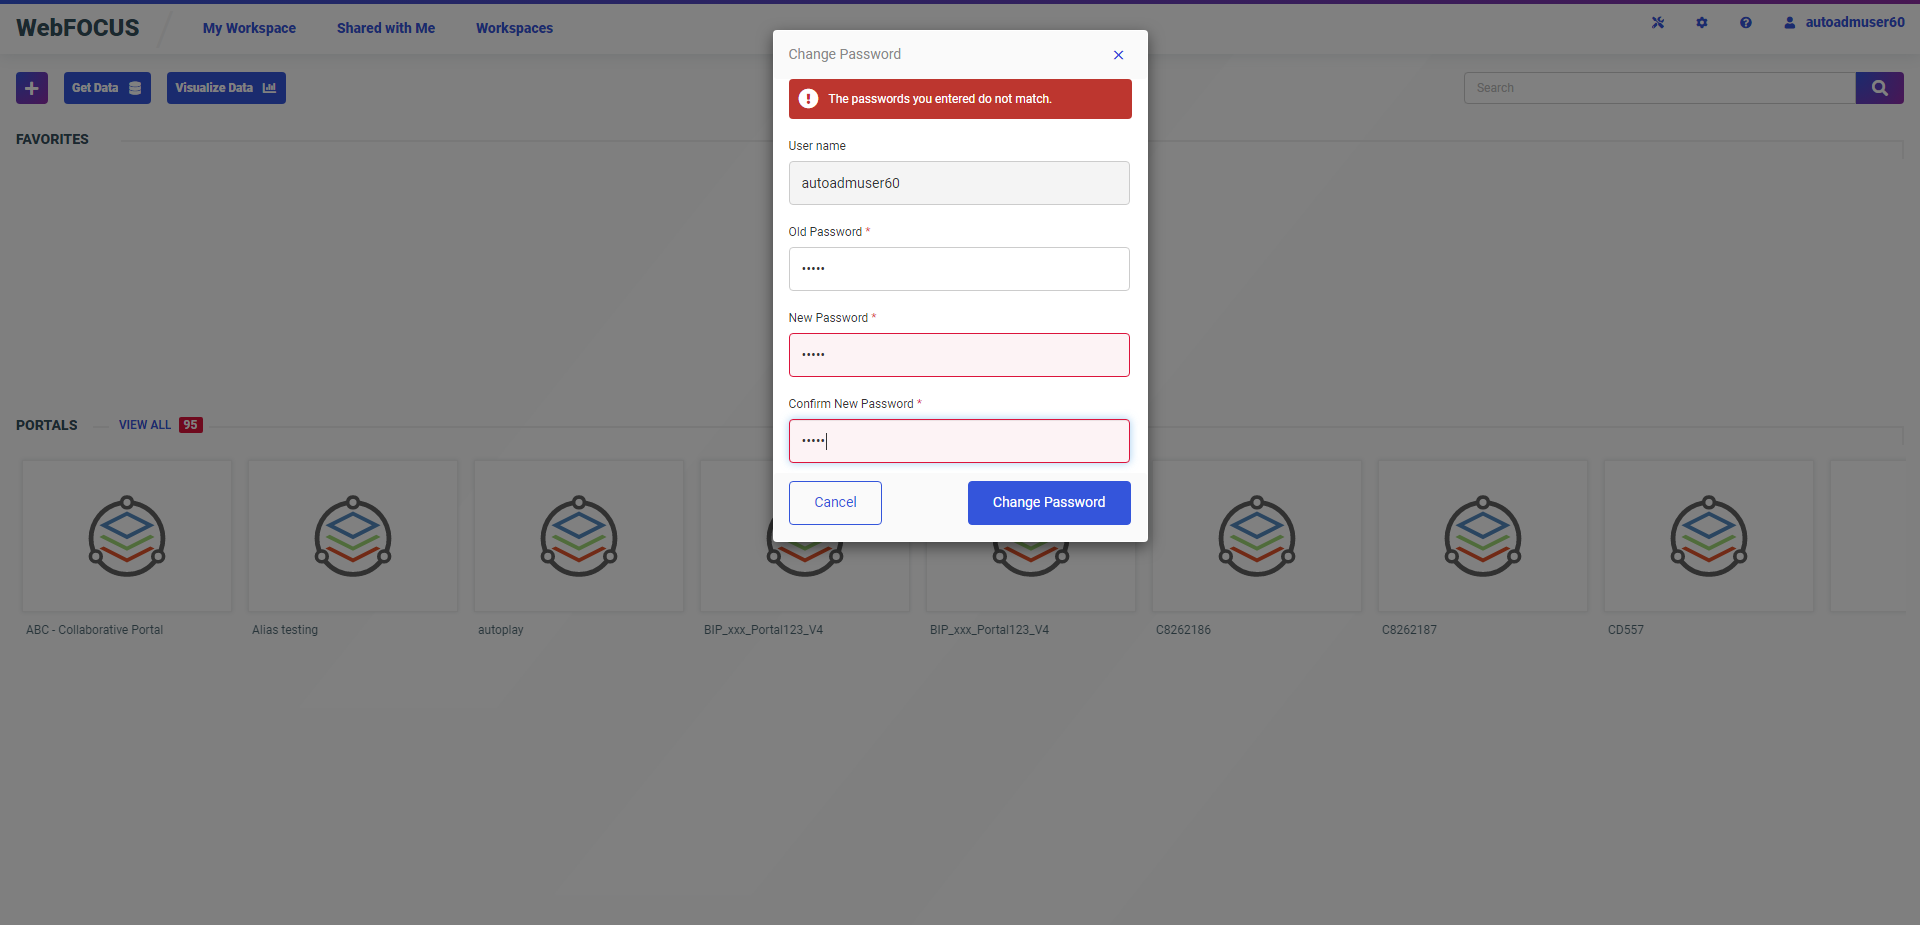 WebFOCUS
My Workspace
Shared with Me
Workspaces
autoadmuser60
Get Data
Visualize Data
Search
FAVORITES
Change Password
The passwords you entered do not match.
User name
autoadmuser60
Old Password *
•••••
New Password *
•••••
Confirm New Password *
•••••
Cancel
Change Password
PORTALS
VIEW ALL 95
ABC - Collaborative Portal
Alias testing
autoplay
BIP_xxx_Portal123_V4
BIP_xxx_Portal123_V4
C8262186
C8262187
CD557